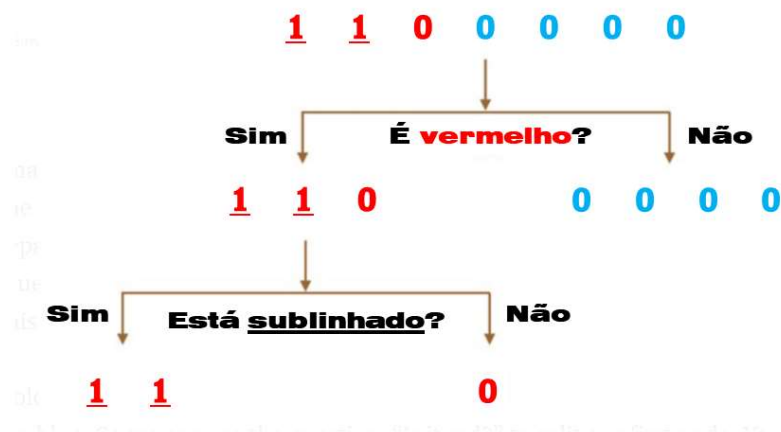 1 1 0 0 0 0 0
Sim É vermelho? Não
1 1 0 0 0 0 0
Sim Está sublinhado? Não
1 1 0